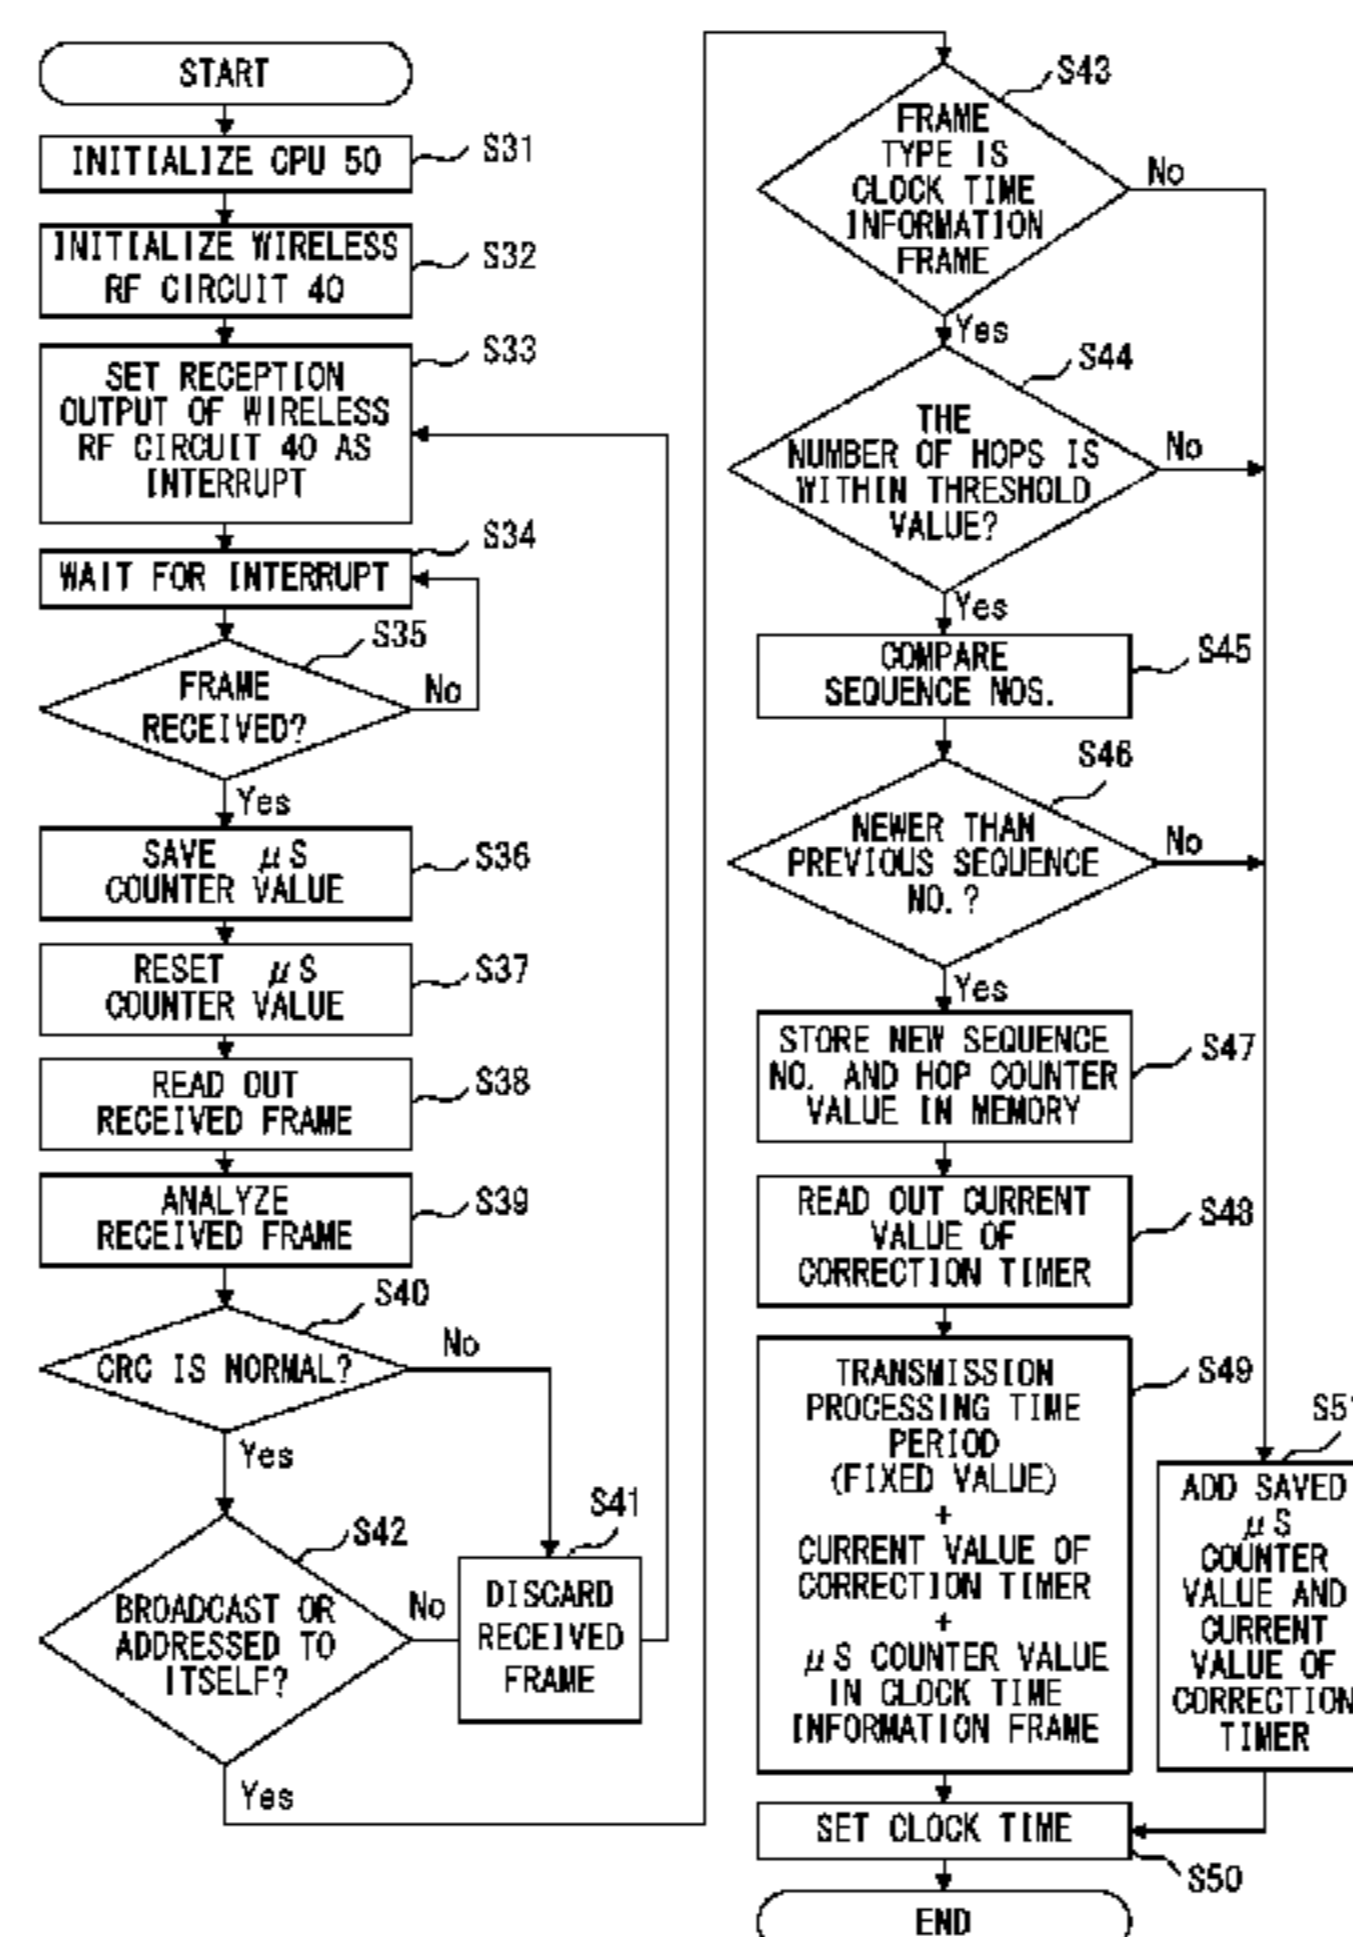 START
INITIALIZE CPU 50
S31
INITIALIZE WIRELESS
RF CIRCUIT 40
S32
SET RECEPTION
OUTPUT OF WIRELESS
RF CIRCUIT 40 AS
INTERRUPT
S33
WAIT FOR INTERRUPT
S34
FRAME
RECEIVED?
S35
No
Yes
SAVE μS
COUNTER VALUE
S36
RESET μS
COUNTER VALUE
S37
READ OUT
RECEIVED FRAME
S38
ANALYZE
RECEIVED FRAME
S39
CRC IS NORMAL?
S40
No
Yes
DISCARD
RECEIVED
FRAME
S41
BROADCAST OR
ADDRESSED TO
ITSELF?
S42
No
Yes
FRAME
TYPE IS
CLOCK TIME
INFORMATION
FRAME
S43
No
Yes
THE
NUMBER OF HOPS IS
WITHIN THRESHOLD
VALUE?
S44
No
Yes
COMPARE
SEQUENCE NOS.
S45
NEWER THAN
PREVIOUS SEQUENCE
NO.?
S46
No
Yes
STORE NEW SEQUENCE
NO. AND HOP COUNTER
VALUE IN MEMORY
S47
READ OUT CURRENT
VALUE OF
CORRECTION TIMER
S48
TRANSMISSION
PROCESSING TIME
PERIOD
(FIXED VALUE)
+
CURRENT VALUE OF
CORRECTION TIMER
+
μS COUNTER VALUE
IN CLOCK TIME
INFORMATION FRAME
S49
S51
ADD SAVED
μS
COUNTER
VALUE AND
CURRENT
VALUE OF
CORRECTION
TIMER
SET CLOCK TIME
S50
END